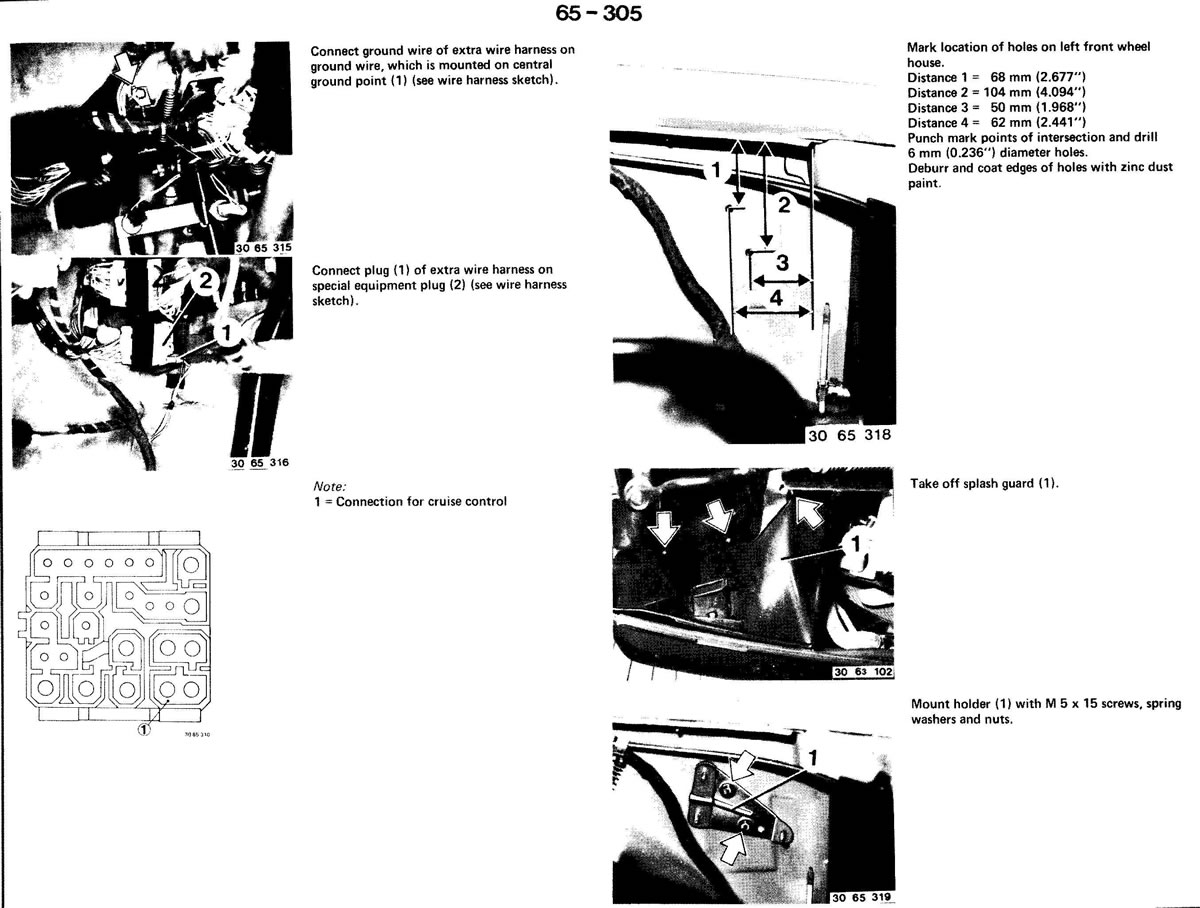 65 – 305
Connect ground wire of extra wire harness on
ground wire, which is mounted on central
ground point (1) (see wire harness sketch).
30 65 315
Connect plug (1) of extra wire harness on
special equipment plug (2) (see wire harness
sketch).
2
1
30 65 316
Note:
1 = Connection for cruise control
1
70 65 310
Mark location of holes on left front wheel
house.
Distance 1 = 68 mm (2.677’’)
Distance 2 = 104 mm (4.094’’)
Distance 3 = 50 mm (1.968’’)
Distance 4 = 62 mm (2.441’’)
Punch mark points of intersection and drill
6 mm (0.236’’) diameter holes.
Deburr and coat edges of holes with zinc dust
paint.
1
2
3
4
30 65 318
Take off splash guard (1).
1
30 63 102
Mount holder (1) with M 5 x 15 screws, spring
washers and nuts.
1
30 65 319